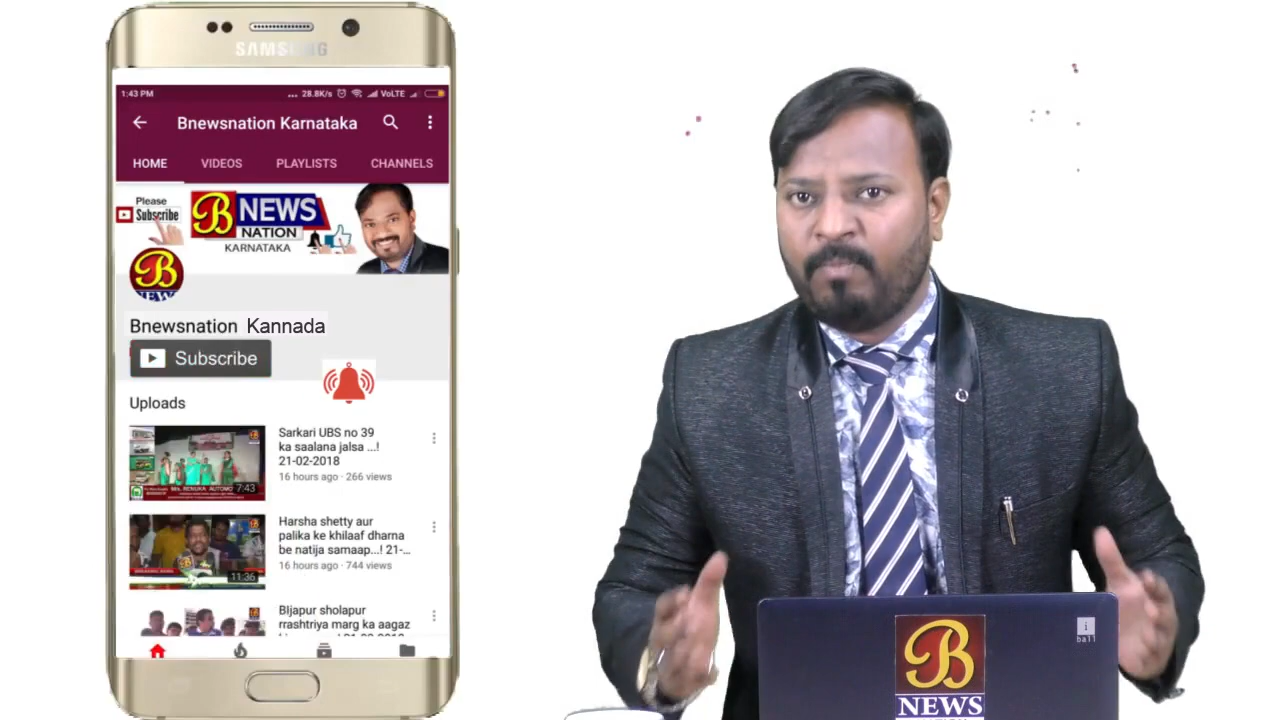 SAMSUNG
1:43 PM
... 28.8K/s VoLTE
Bnewsnation Karnataka
HOME VIDEOS PLAYLISTS CHANNELS
Please
Subscribe
B NEWS
NATION
KARNATAKA
B
NEW
Bnewsnation Kannada
Subscribe
Uploads
Sarkari UBS no 39
ka saalana jalsa ...!
21-02-2018
16 hours ago · 266 views
7:43
Harsha shetty aur
palika ke khilaaf dharna
be natija samaap...! 21-...
16 hours ago · 744 views
11:36
BIjapur sholapur
rrashtriya marg ka aagaz
i
ball
B
NEWS